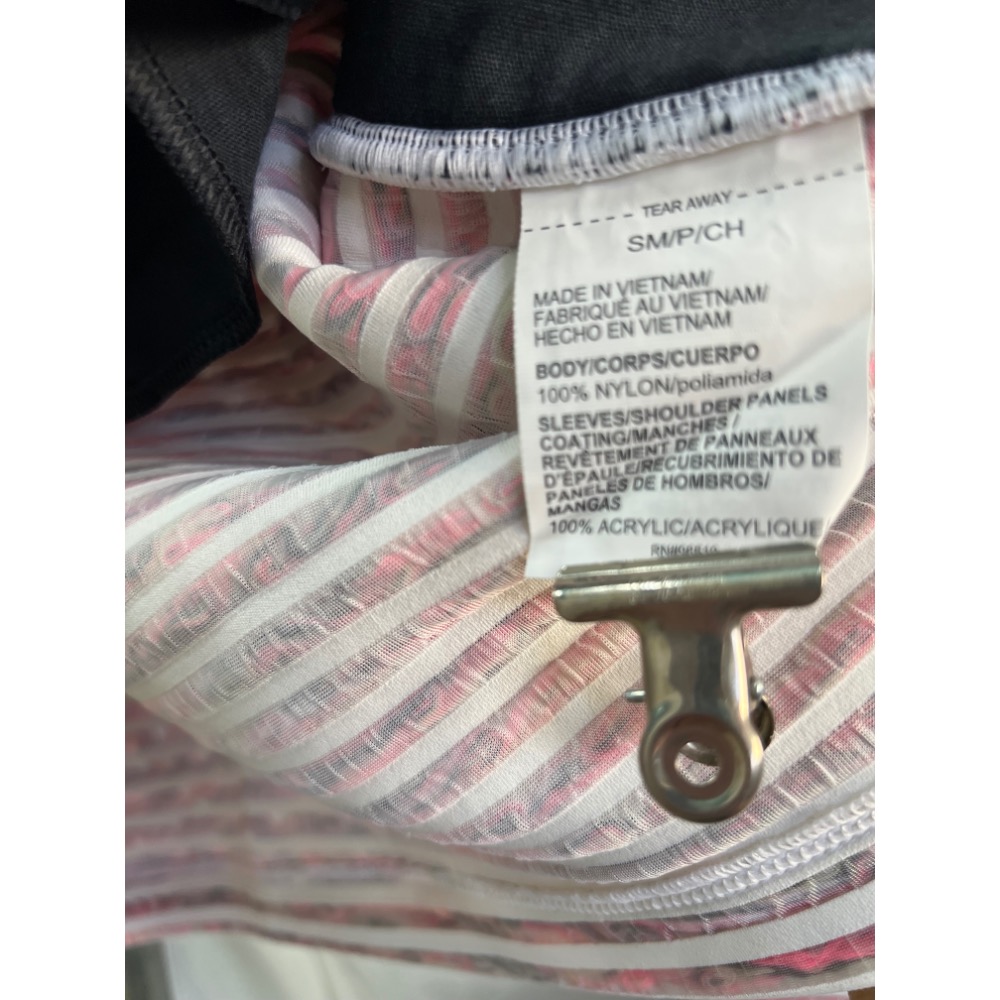 TEAR AWAY
SM/P/CH
MADE IN VIETNAM/
FABRIQUÉ AU VIETNAM/
HECHO EN VIETNAM
BODY/CORPS/CUERPO
100% NYLON/poliamida
SLEEVES/SHOULDER PANELS
COATING/MANCHES/
REVÊTEMENT DE PANNEAUX
D'ÉPAULE/RECUBRIMIENTO DE
PANELES DE HOMBROS/
MANGAS
100% ACRYLIC/ACRYLIQUE